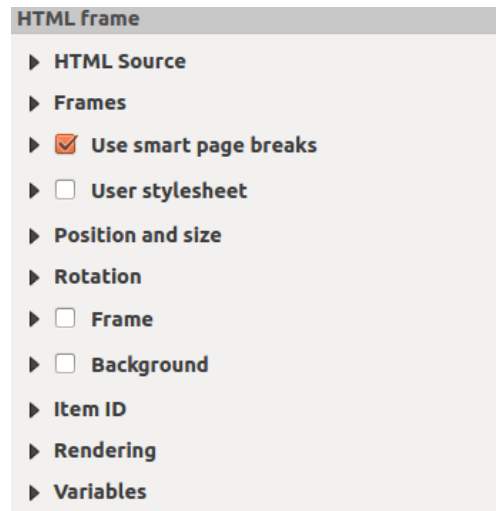 HTML frame
HTML Source
Frames
Use smart page breaks
User stylesheet
Position and size
Rotation
Frame
Background
Item ID
Rendering
Variables